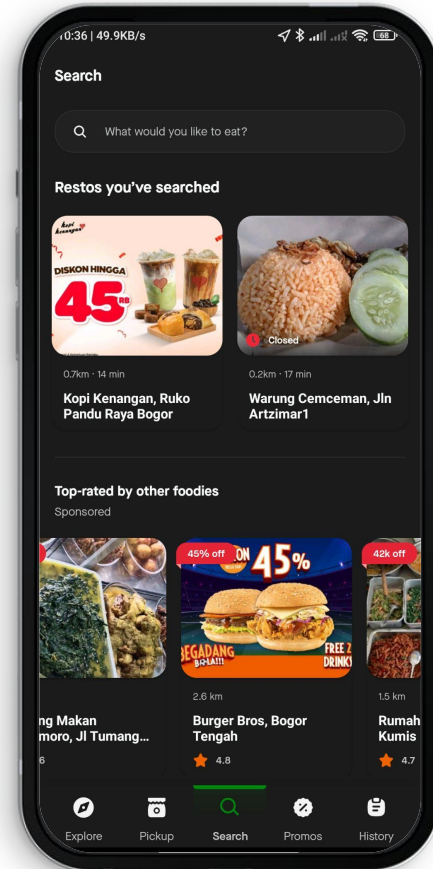 10:36 | 49.9KB/s
68
Search
What would you like to eat?
Restos you've searched
Kopi
Kenangan
DISKON HINGGA
45RB
Closed
0.7km · 14 min
0.2km · 17 min
Kopi Kenangan, Ruko
Pandu Raya Bogor
Warung Cemceman, Jln
Artzimar1
Top-rated by other foodies
Sponsored
45% off
45%
42k off
BEGADANG
BRLA!!!
FREE 2
DRINKS
2.6 km
1.5 km
ng Makan
moro, Jl Tumang...
Burger Bros, Bogor
Tengah
Rumah
Kumis
6
4.8
4.7
Explore
Pickup
Search
Promos
History